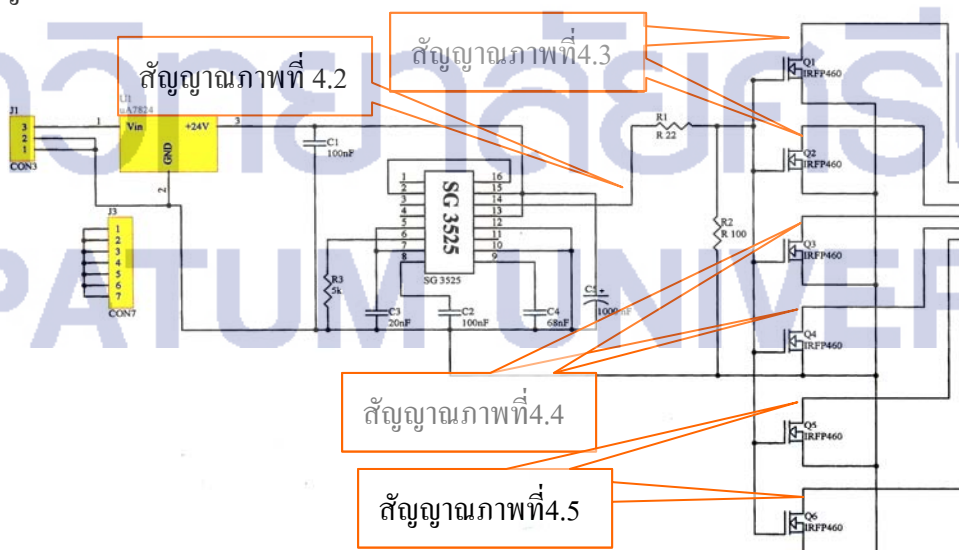 สัญญาณภาพที่ 4.2
สัญญาณภาพที่4.3
J1
3
2
1
CON3
U1
uA7824
1
Vin
+24V
3
GND
2
J3
1
2
3
4
5
6
7
CON7
C1
100nF
1
2
3
4
5
6
7
8
SG 3525
16
15
14
13
12
11
10
9
SG 3525
R3
5k
C3
20nF
C2
100nF
C4
68nF
C5
+
R1
R 22
R2
R 100
Q1
IRFP460
Q2
IRFP460
Q3
IRFP460
Q4
IRFP460
Q5
IRFP460
Q6
IRFP460
สัญญาณภาพที่4.4
สัญญาณภาพที่4.5
PATUM UNIVER